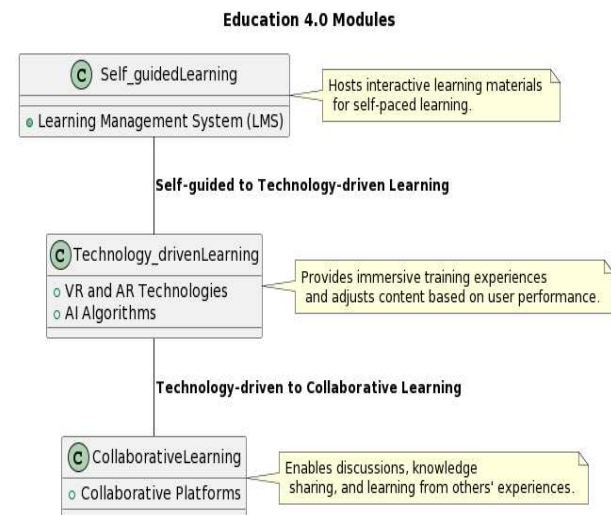 Education 4.0 Modules
C Self_guidedLearning
Learning Management System (LMS)
Hosts interactive learning materials
for self-paced learning.
Self-guided to Technology-driven Learning
C Technology_drivenLearning
VR and AR Technologies
AI Algorithms
Provides immersive training experiences
and adjusts content based on user performance.
Technology-driven to Collaborative Learning
C CollaborativeLearning
Collaborative Platforms
Enables discussions, knowledge
sharing, and learning from others' experiences.